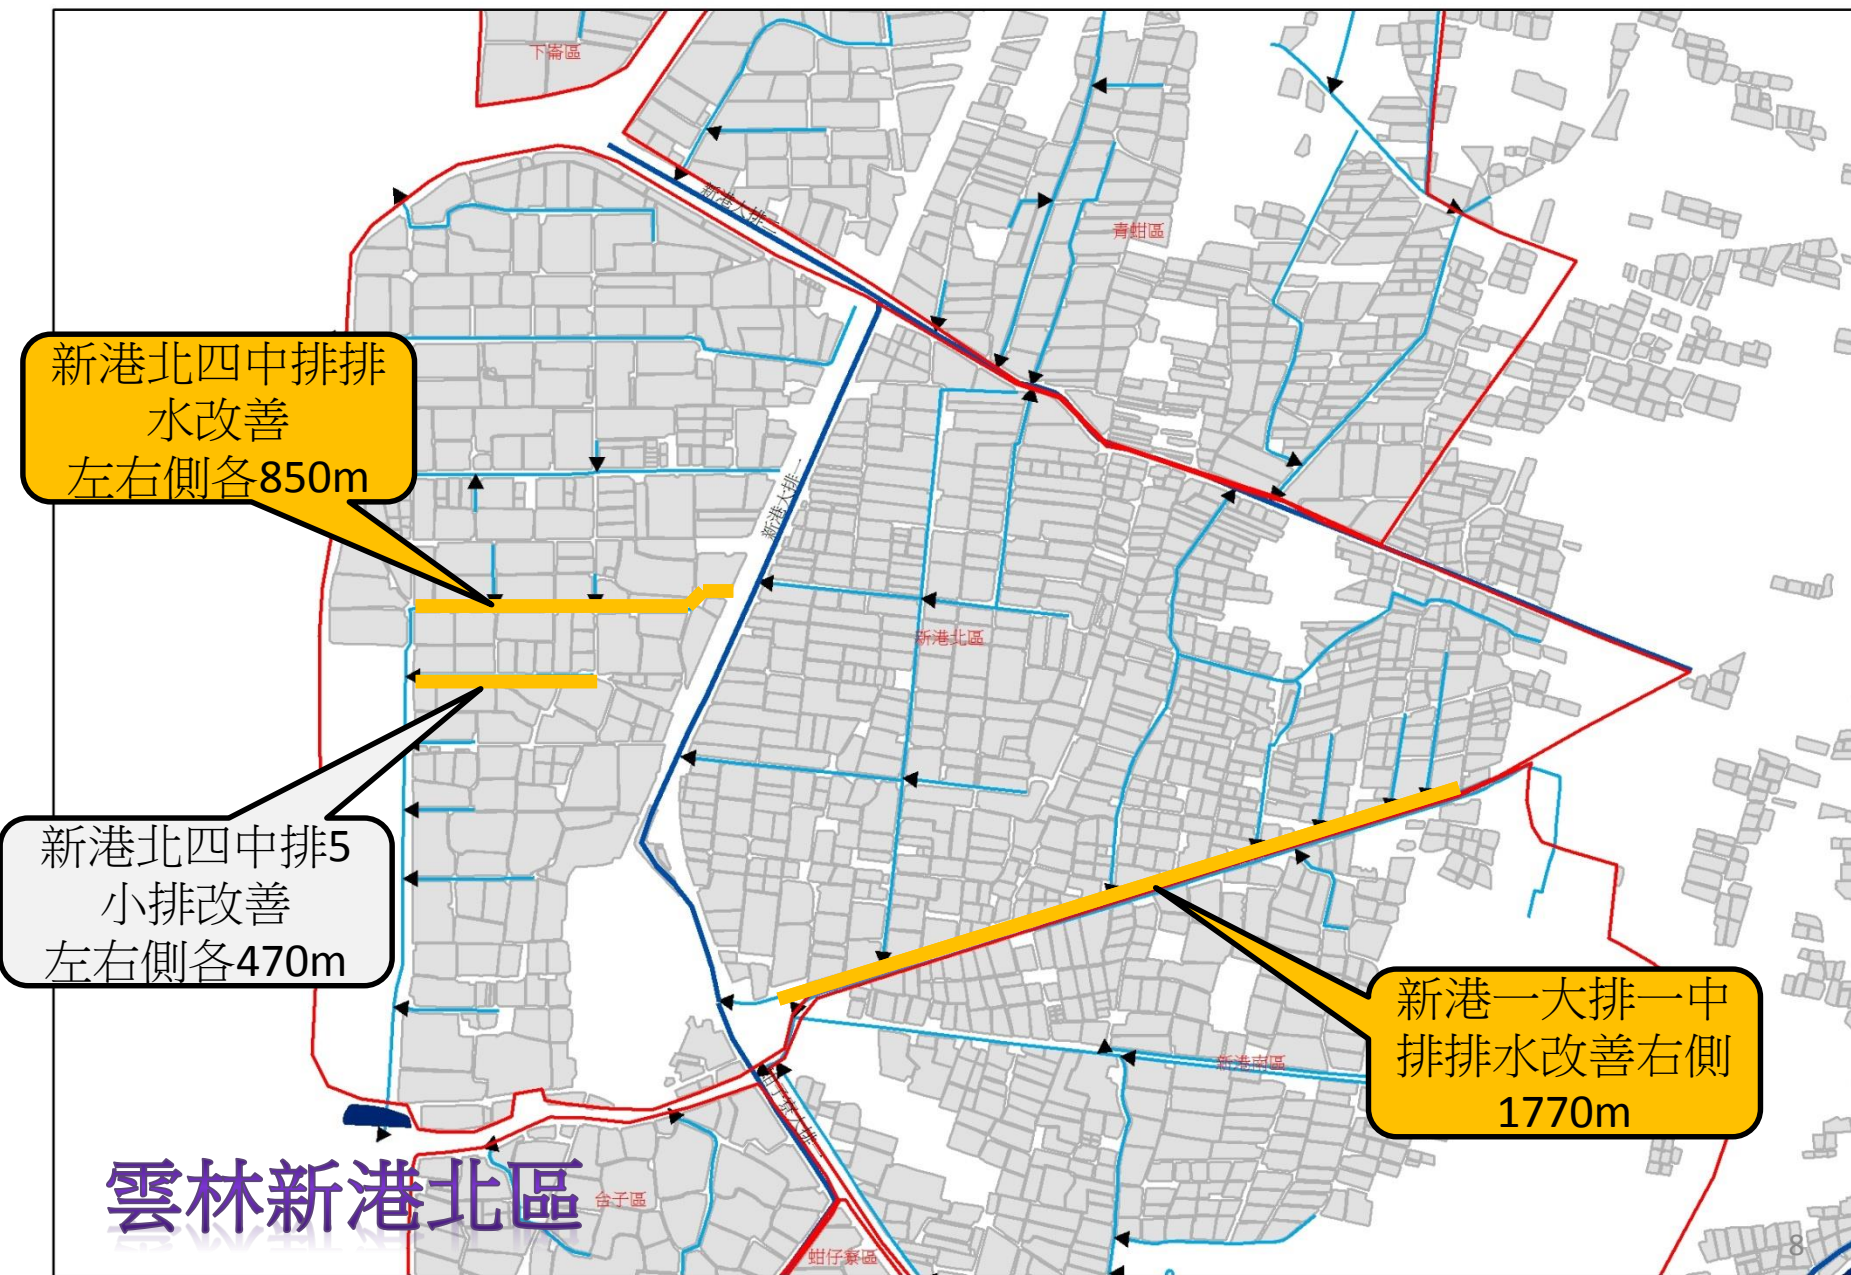 下崙區
新港大排二
青蚶區
新港北四中排排
水改善
左右側各850m
新港大排一
新港北區
新港北四中排5
小排改善
左右側各470m
新港一大排一中
排排水改善右側
1770m
新港南區
雲林新港北區
台子區
蚶仔寮區
8